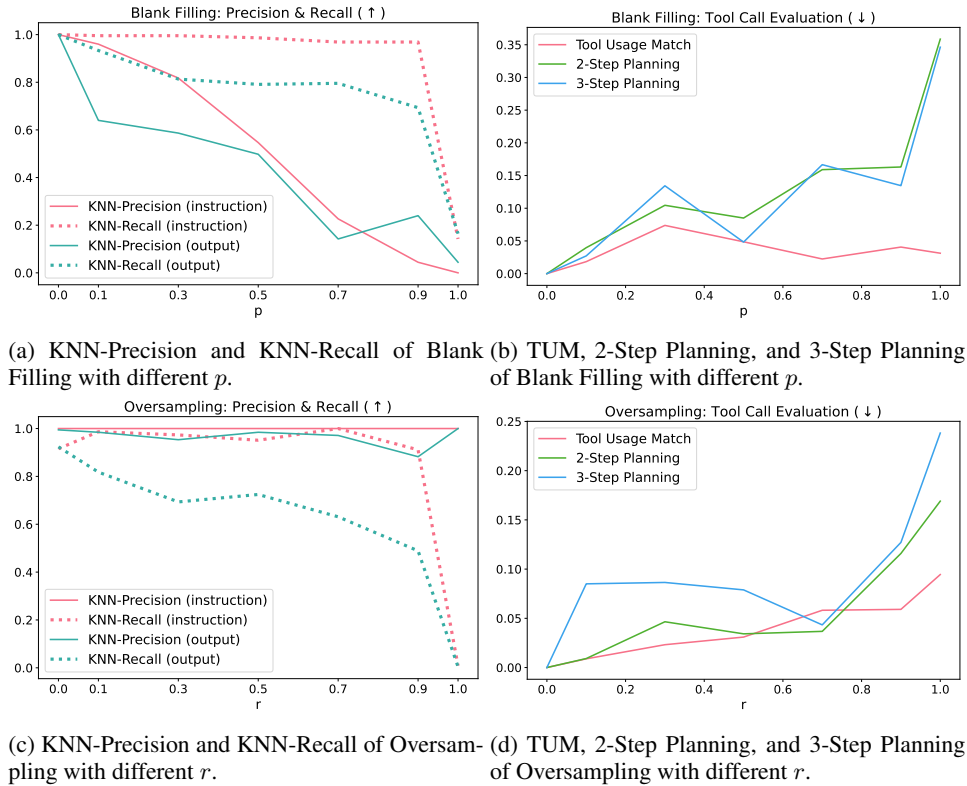 Blank Filling: Precision & Recall (↑)
1.0
0.8
0.6
0.4
0.2
0.0
KNN-Precision (instruction)
KNN-Recall (instruction)
KNN-Precision (output)
KNN-Recall (output)
0.0 0.1 0.3 0.5 0.7 0.9 1.0
p
Blank Filling: Tool Call Evaluation (↓)
0.35
0.30
0.25
0.20
0.15
0.10
0.05
0.00
Tool Usage Match
2-Step Planning
3-Step Planning
0.0 0.2 0.4 0.6 0.8 1.0
p
(a) KNN-Precision and KNN-Recall of Blank
Filling with different p.
(b) TUM, 2-Step Planning, and 3-Step Planning
of Blank Filling with different p.
Oversampling: Precision & Recall (↑)
1.0
0.8
0.6
0.4
0.2
0.0
KNN-Precision (instruction)
KNN-Recall (instruction)
KNN-Precision (output)
KNN-Recall (output)
0.0 0.1 0.3 0.5 0.7 0.9 1.0
r
Oversampling: Tool Call Evaluation (↓)
0.25
0.20
0.15
0.10
0.05
0.00
Tool Usage Match
2-Step Planning
3-Step Planning
0.0 0.2 0.4 0.6 0.8 1.0
r
(c) KNN-Precision and KNN-Recall of Oversam-
pling with different r.
(d) TUM, 2-Step Planning, and 3-Step Planning
of Oversampling with different r.